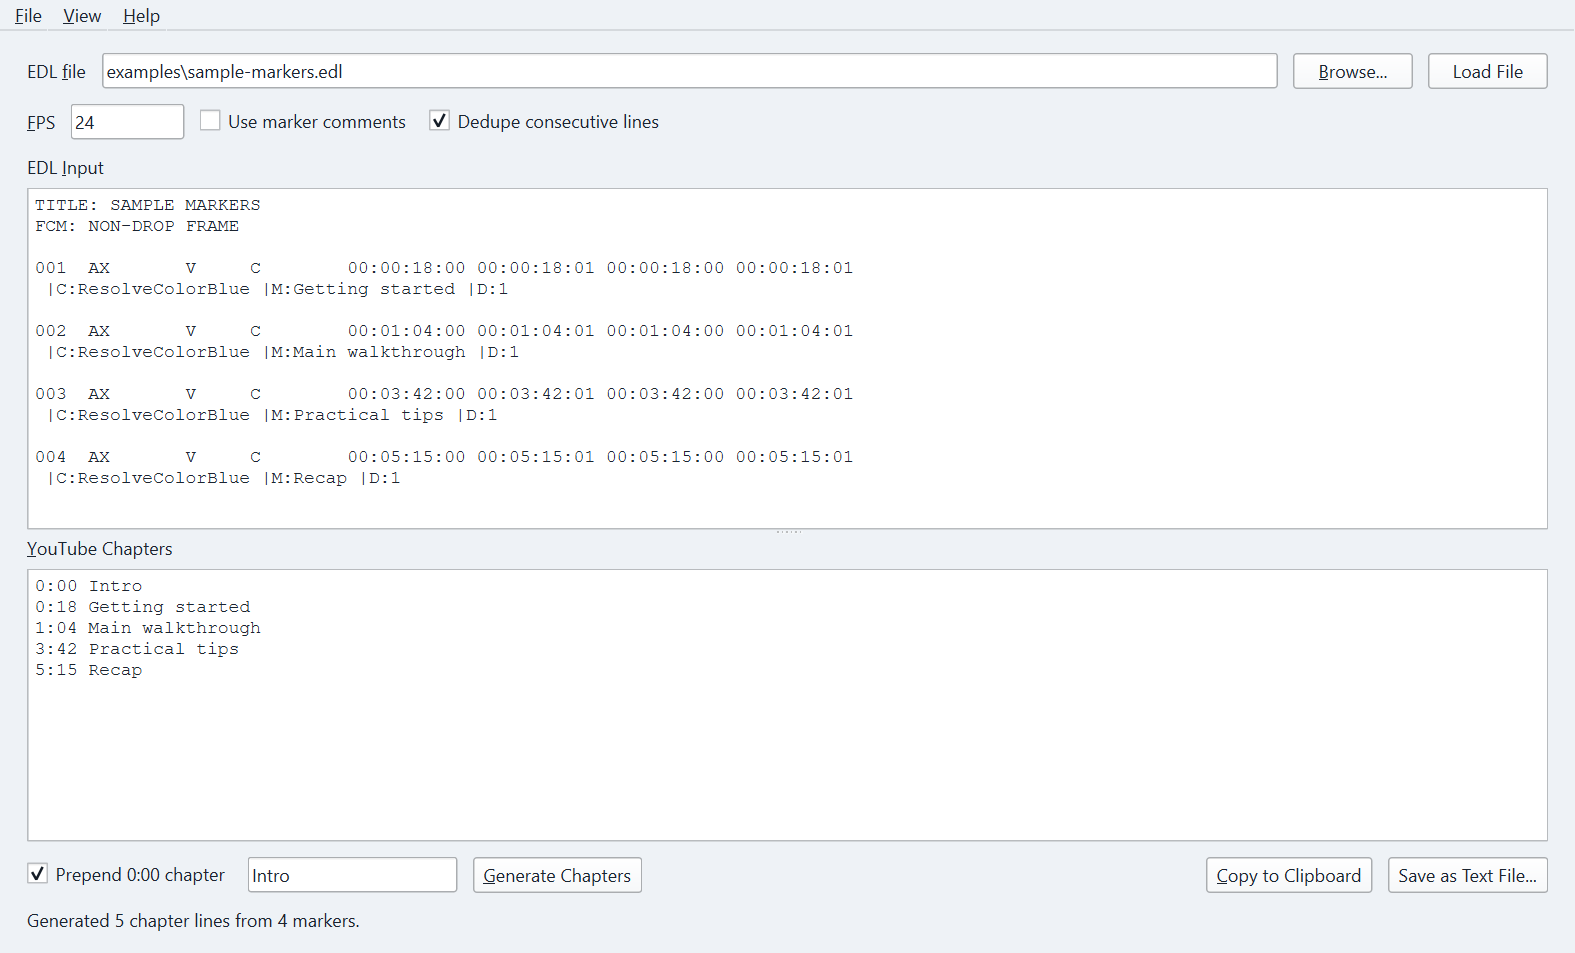 File View Help
EDL file examples\sample-markers.edl Browse... Load File
FPS 24 Use marker comments Dedupe consecutive lines
EDL Input
TITLE: SAMPLE MARKERS
FCM: NON-DROP FRAME
001  AX       V     C        00:00:18:00 00:00:18:01 00:00:18:00 00:00:18:01
 |C:ResolveColorBlue |M:Getting started |D:1
002  AX       V     C        00:01:04:00 00:01:04:01 00:01:04:00 00:01:04:01
 |C:ResolveColorBlue |M:Main walkthrough |D:1
003  AX       V     C        00:03:42:00 00:03:42:01 00:03:42:00 00:03:42:01
 |C:ResolveColorBlue |M:Practical tips |D:1
004  AX       V     C        00:05:15:00 00:05:15:01 00:05:15:00 00:05:15:01
 |C:ResolveColorBlue |M:Recap |D:1
YouTube Chapters
0:00 Intro
0:18 Getting started
1:04 Main walkthrough
3:42 Practical tips
5:15 Recap
Prepend 0:00 chapter Intro Generate Chapters Copy to Clipboard Save as Text File...
Generated 5 chapter lines from 4 markers.